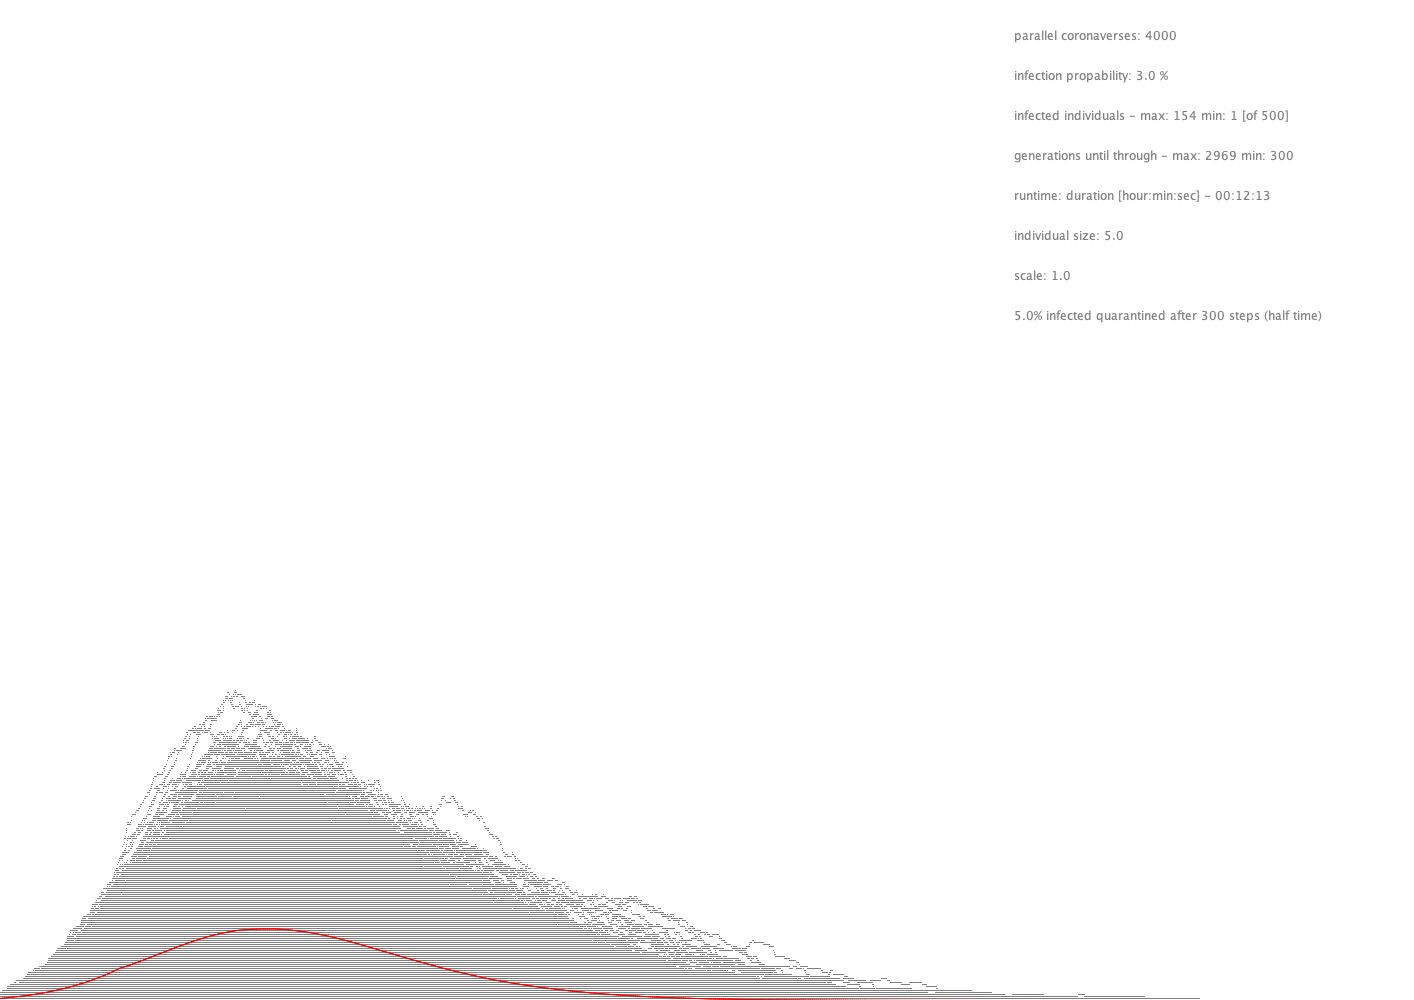 parallel coronaverses: 4000
infection propability: 3.0 %
infected individuals – max: 154 min: 1 [of 500]
generations until through – max: 2969 min: 300
runtime: duration [hour:min:sec] – 00:12:13
individual size: 5.0
scale: 1.0
5.0% infected quarantined after 300 steps (half time)